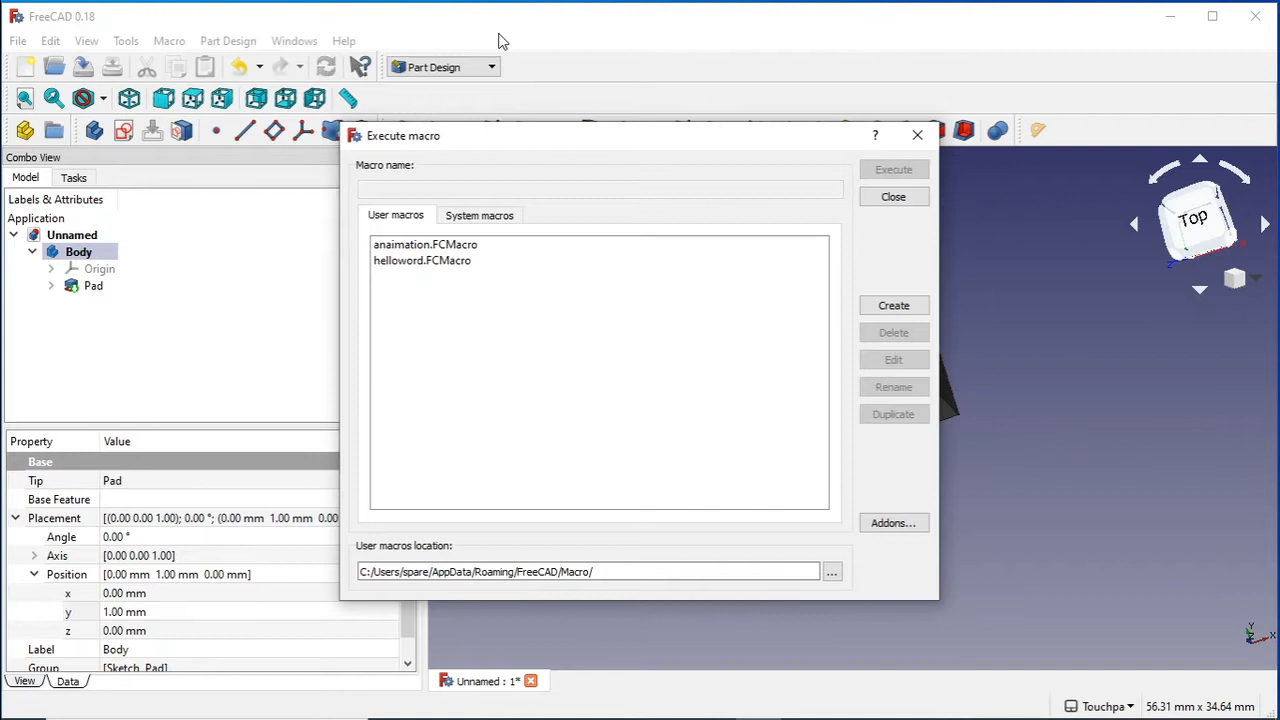 FreeCAD 0.18
File Edit View Tools Macro Part Design Windows Help
Part Design
Combo View
Model Tasks
Labels & Attributes
Application
Unnamed
Body
Origin
Pad
Property Value
Base
Tip Pad
Base Feature
Placement [(0.00 0.00 1.00); 0.00 °; (0.00 mm 1.00 mm 0.00
Angle 0.00 °
Axis [0.00 0.00 1.00]
Position [0.00 mm 1.00 mm 0.00 mm]
x 0.00 mm
y 1.00 mm
z 0.00 mm
Label Body
Group [Sketch, Pad]
View Data
Execute macro
?
Macro name:
Execute
Close
User macros System macros
anaimation.FCMacro
helloword.FCMacro
Create
Delete
Edit
Rename
Duplicate
Addons...
User macros location:
C:/Users/spare/AppData/Roaming/FreeCAD/Macro/
...
Top
Y
Z
X
Unnamed : 1*
Touchpa
56.31 mm x 34.64 mm